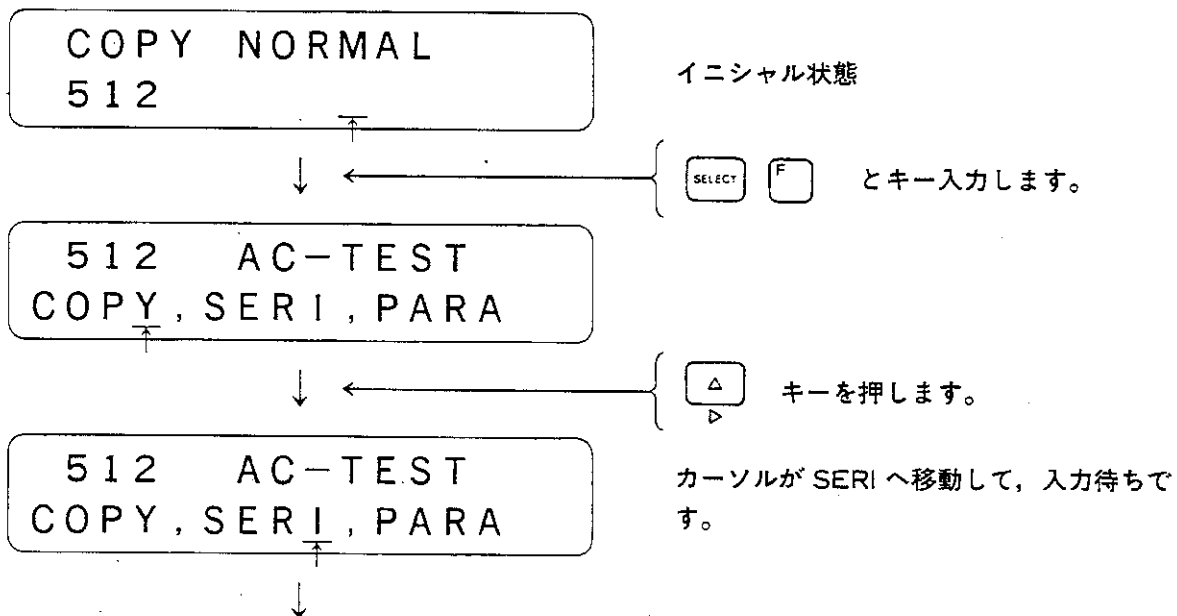 COPY NORMAL
512
イニシャル状態
SELECT F とキー入力します。
512 AC-TEST
COPY, SERI, PARA
△ ▷ キーを押します。
512 AC-TEST
COPY, SERI, PARA
カーソルが SERI へ移動して,入力待ちで
す。